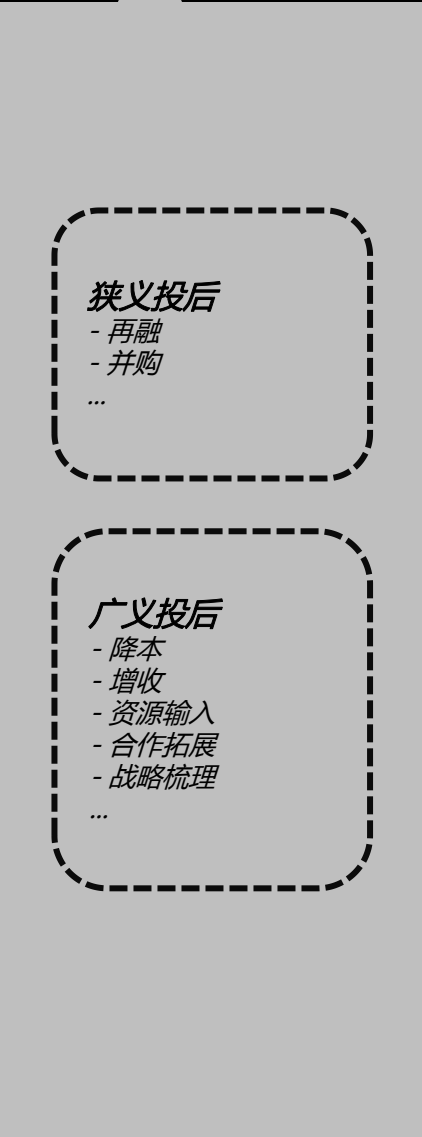 狭义投后
- 再融
- 并购
...
广义投后
- 降本
- 增收
- 资源输入
- 合作拓展
- 战略梳理
...